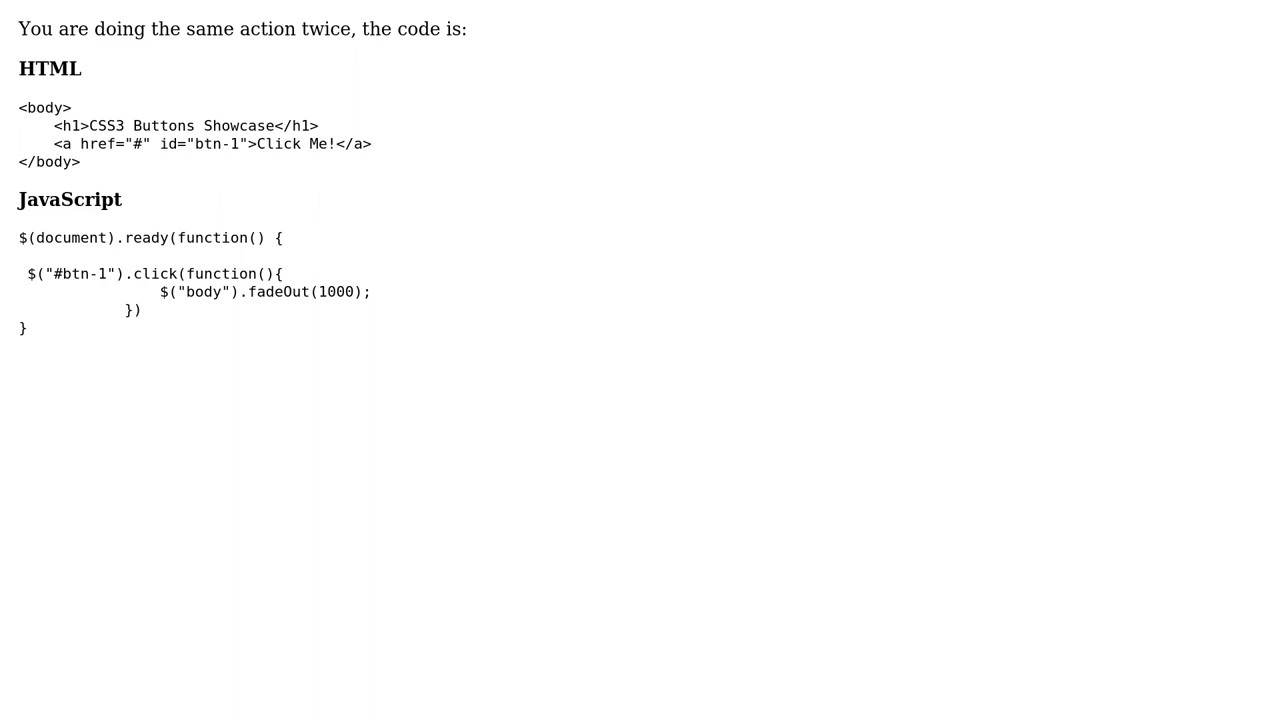 You are doing the same action twice, the code is:
HTML
<body>
    <h1>CSS3 Buttons Showcase</h1>
    <a href="#" id="btn-1">Click Me!</a>
</body>
JavaScript
$(document).ready(function() {
 $("#btn-1").click(function(){
                $("body").fadeOut(1000);
            })
}